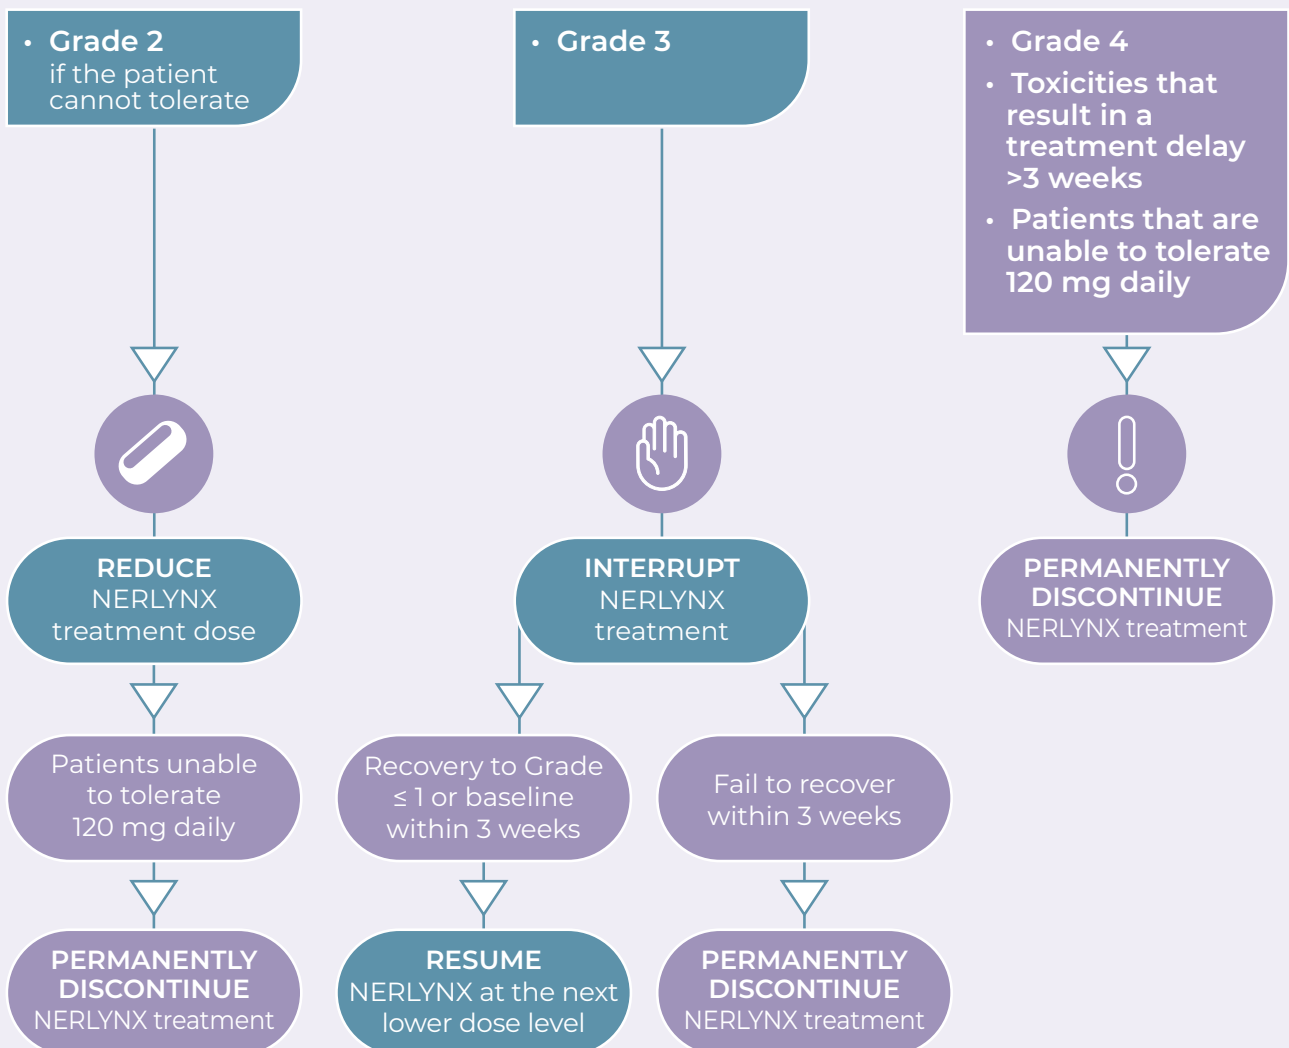 • Grade 2
if the patient
cannot tolerate
• Grade 3
• Grade 4
• Toxicities that
result in a
treatment delay
>3 weeks
• Patients that are
unable to tolerate
120 mg daily
REDUCE
NERLYNX
treatment dose
INTERRUPT
NERLYNX
treatment
PERMANENTLY
DISCONTINUE
NERLYNX treatment
Patients unable
to tolerate
120 mg daily
Recovery to Grade
≤ 1 or baseline
within 3 weeks
Fail to recover
within 3 weeks
PERMANENTLY
DISCONTINUE
NERLYNX treatment
RESUME
NERLYNX at the next
lower dose level
PERMANENTLY
DISCONTINUE
NERLYNX treatment